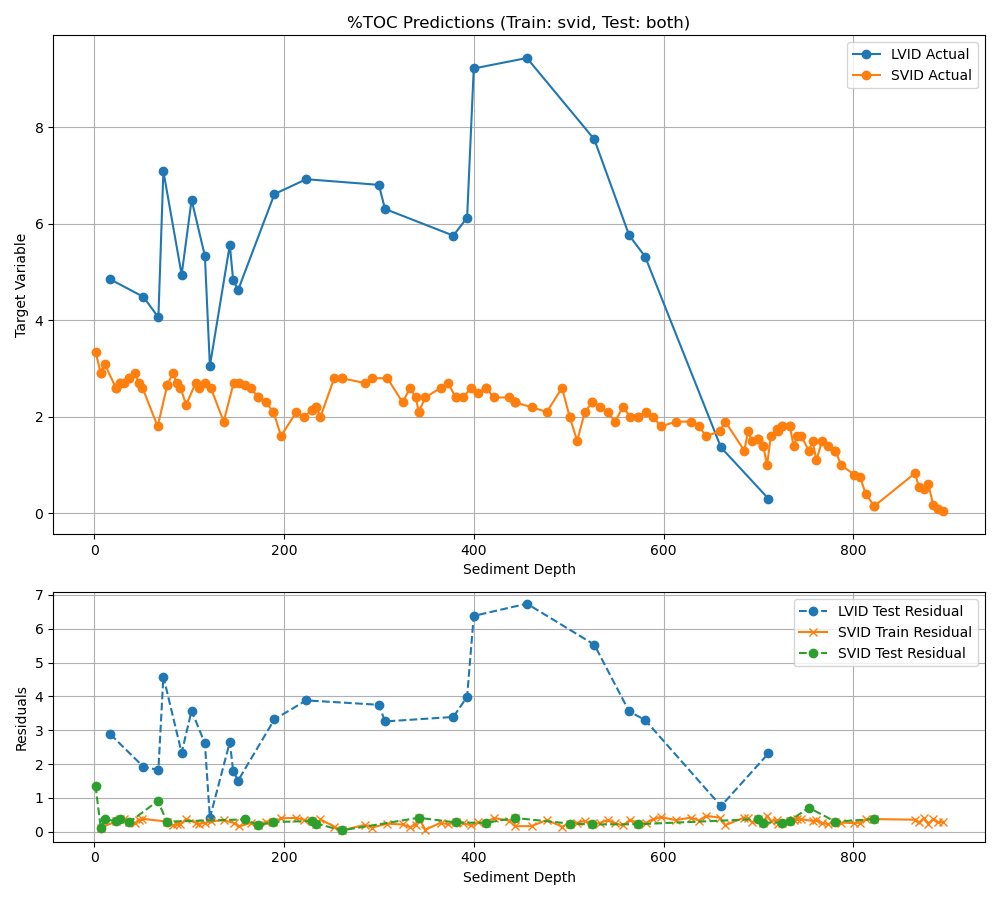 %TOC Predictions (Train: svid, Test: both)
LVID Actual
SVID Actual
Target Variable
8
6
4
2
0
0
200
400
600
800
Sediment Depth
LVID Test Residual
SVID Train Residual
SVID Test Residual
Residuals
7
6
5
4
3
2
1
0
0
200
400
600
800
Sediment Depth